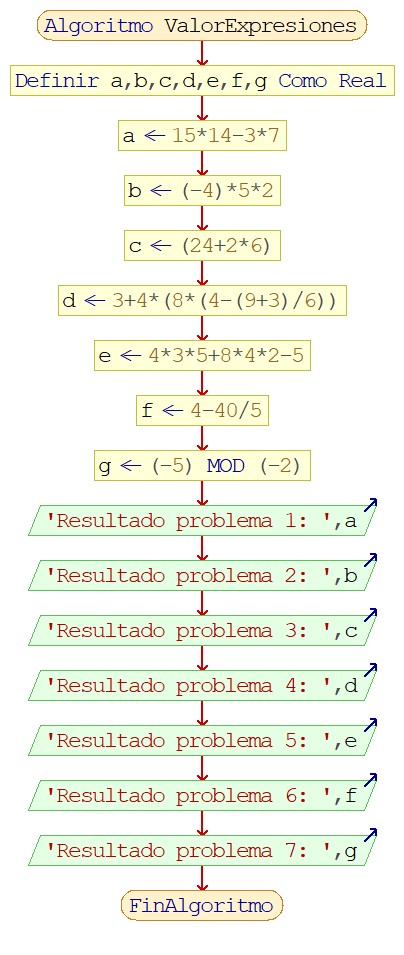 Algoritmo ValorExpresiones
Definir a,b,c,d,e,f,g Como Real
a ← 15*14-3*7
b ← (-4)*5*2
c ← (24+2*6)
d ← 3+4*(8*(4-(9+3)/6))
e ← 4*3*5+8*4*2-5
f ← 4-40/5
g ← (-5) MOD (-2)
'Resultado problema 1: ',a
'Resultado problema 2: ',b
'Resultado problema 3: ',c
'Resultado problema 4: ',d
'Resultado problema 5: ',e
'Resultado problema 6: ',f
'Resultado problema 7: ',g
FinAlgoritmo